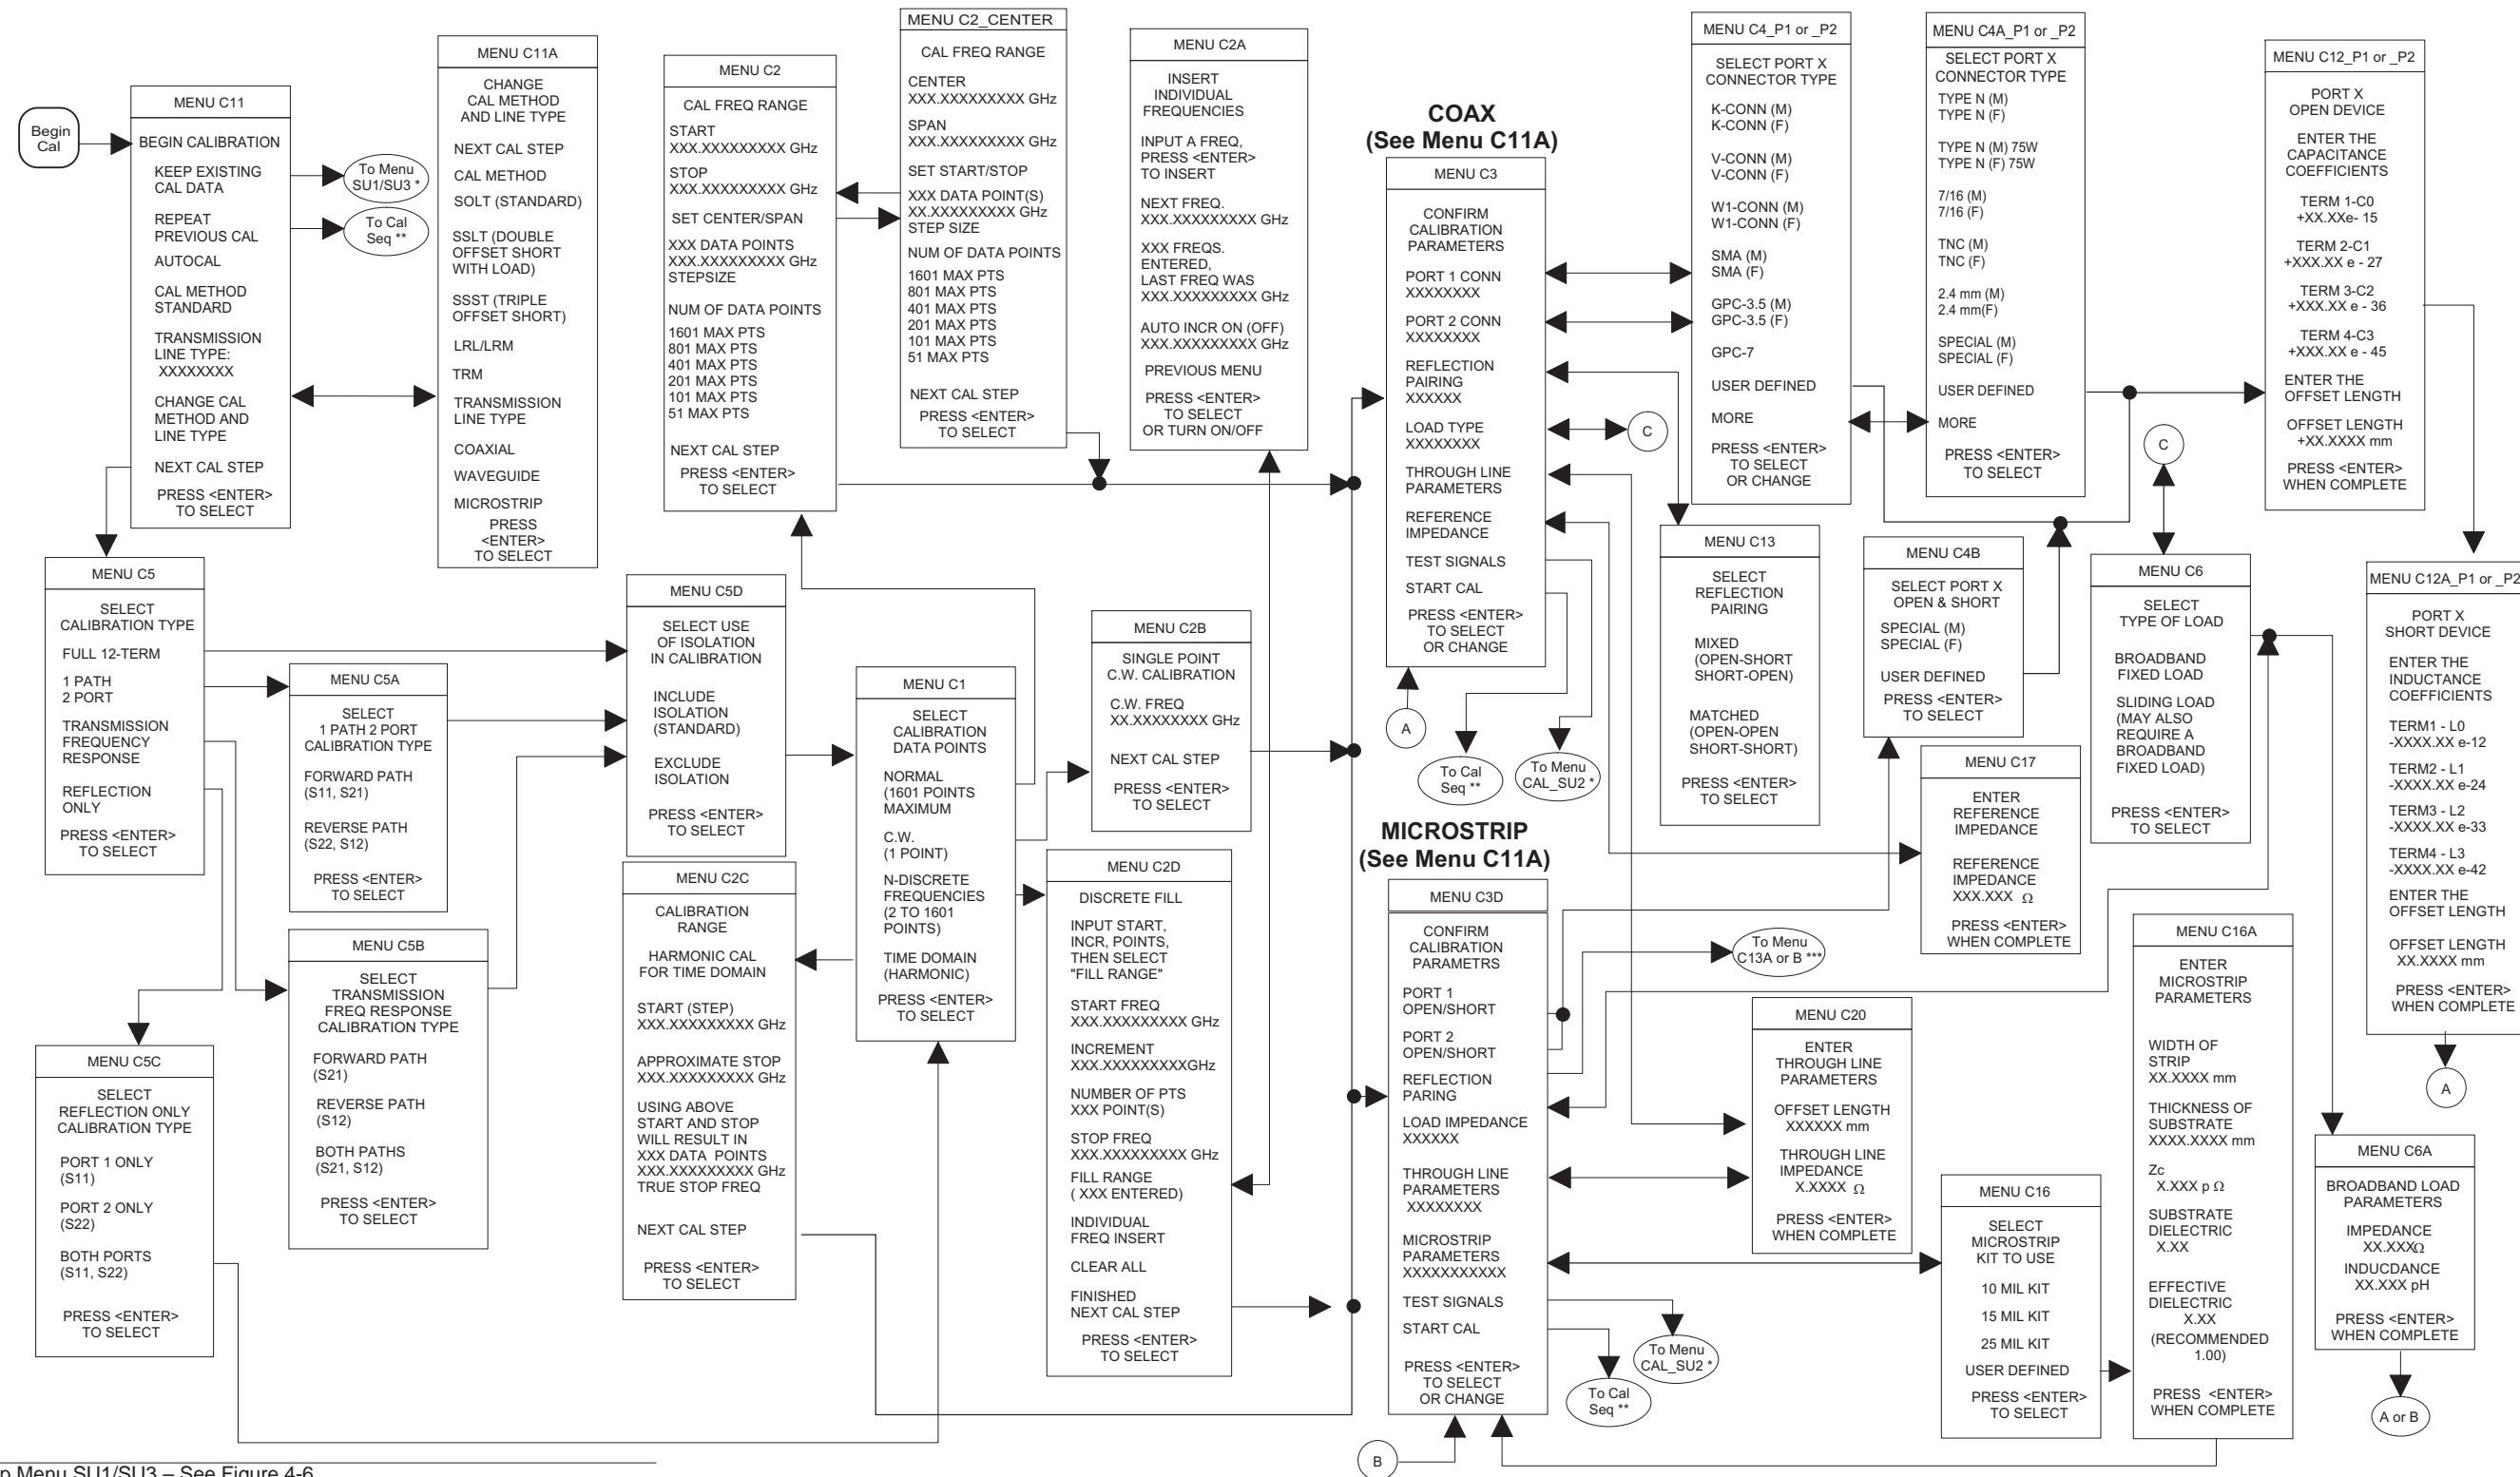 Begin
Cal
MENU C11
BEGIN CALIBRATION
KEEP EXISTING
CAL DATA
REPEAT
PREVIOUS CAL
AUTOCAL
CAL METHOD
STANDARD
TRANSMISSION
LINE TYPE:
XXXXXXXX
CHANGE CAL
METHOD AND
LINE TYPE
NEXT CAL STEP
PRESS <ENTER>
TO SELECT
To Menu
SU1/SU3 *
To Cal
Seq **
MENU C11A
CHANGE
CAL METHOD
AND LINE TYPE
NEXT CAL STEP
CAL METHOD
SOLT (STANDARD)
SSLT (DOUBLE
OFFSET SHORT
WITH LOAD)
SSST (TRIPLE
OFFSET SHORT)
LRL/LRM
TRM
TRANSMISSION
LINE TYPE
COAXIAL
WAVEGUIDE
MICROSTRIP
PRESS
<ENTER>
TO SELECT
MENU C2
CAL FREQ RANGE
START
XXX.XXXXXXXXX GHz
STOP
XXX.XXXXXXXXX GHz
SET CENTER/SPAN
XXX DATA POINTS
XXX.XXXXXXXXX GHz
STEPSIZE
NUM OF DATA POINTS
1601 MAX PTS
801 MAX PTS
401 MAX PTS
201 MAX PTS
101 MAX PTS
51 MAX PTS
NEXT CAL STEP
PRESS <ENTER>
TO SELECT
MENU C2_CENTER
CAL FREQ RANGE
CENTER
XXX.XXXXXXXXX GHz
SPAN
XXX.XXXXXXXXX GHz
SET START/STOP
XXX DATA POINT(S)
XX.XXXXXXXXX GHz
STEP SIZE
NUM OF DATA POINTS
1601 MAX PTS
801 MAX PTS
401 MAX PTS
201 MAX PTS
101 MAX PTS
51 MAX PTS
NEXT CAL STEP
PRESS <ENTER>
TO SELECT
MENU C2A
INSERT
INDIVIDUAL
FREQUENCIES
INPUT A FREQ,
PRESS <ENTER>
TO INSERT
NEXT FREQ.
XXX.XXXXXXXXX GHz
XXX FREQS.
ENTERED,
LAST FREQ WAS
XXX.XXXXXXXXX GHz
AUTO INCR ON (OFF)
XXX.XXXXXXXXX GHz
PREVIOUS MENU
PRESS <ENTER>
TO SELECT
OR TURN ON/OFF
COAX
(See Menu C11A)
MENU C3
CONFIRM
CALIBRATION
PARAMETERS
PORT 1 CONN
XXXXXXXX
PORT 2 CONN
XXXXXXXX
REFLECTION
PAIRING
XXXXXX
LOAD TYPE
XXXXXXXX
THROUGH LINE
PARAMETERS
REFERENCE
IMPEDANCE
TEST SIGNALS
START CAL
PRESS <ENTER>
TO SELECT
OR CHANGE
A
To Cal
Seq **
To Menu
CAL_SU2 *
C
MENU C4_P1 or _P2
SELECT PORT X
CONNECTOR TYPE
K-CONN (M)
K-CONN (F)
V-CONN (M)
V-CONN (F)
W1-CONN (M)
W1-CONN (F)
SMA (M)
SMA (F)
GPC-3.5 (M)
GPC-3.5 (F)
GPC-7
USER DEFINED
MORE
PRESS <ENTER>
TO SELECT
OR CHANGE
MENU C4A_P1 or _P2
SELECT PORT X
CONNECTOR TYPE
TYPE N (M)
TYPE N (F)
TYPE N (M) 75W
TYPE N (F) 75W
7/16 (M)
7/16 (F)
TNC (M)
TNC (F)
2.4 mm (M)
2.4 mm(F)
SPECIAL (M)
SPECIAL (F)
USER DEFINED
MORE
PRESS <ENTER>
TO SELECT
MENU C12_P1 or _P2
PORT X
OPEN DEVICE
ENTER THE
CAPACITANCE
COEFFICIENTS
TERM 1-C0
+XX.XXe- 15
TERM 2-C1
+XXX.XX e - 27
TERM 3-C2
+XXX.XX e - 36
TERM 4-C3
+XXX.XX e - 45
ENTER THE
OFFSET LENGTH
OFFSET LENGTH
+XX.XXXX mm
PRESS <ENTER>
WHEN COMPLETE
MENU C5
SELECT
CALIBRATION TYPE
FULL 12-TERM
1 PATH
2 PORT
TRANSMISSION
FREQUENCY
RESPONSE
REFLECTION
ONLY
PRESS <ENTER>
TO SELECT
MENU C5A
SELECT
1 PATH 2 PORT
CALIBRATION TYPE
FORWARD PATH
(S11, S21)
REVERSE PATH
(S22, S12)
PRESS <ENTER>
TO SELECT
MENU C5B
SELECT
TRANSMISSION
FREQ RESPONSE
CALIBRATION TYPE
FORWARD PATH
(S21)
REVERSE PATH
(S12)
BOTH PATHS
(S21, S12)
PRESS <ENTER>
TO SELECT
MENU C5C
SELECT
REFLECTION ONLY
CALIBRATION TYPE
PORT 1 ONLY
(S11)
PORT 2 ONLY
(S22)
BOTH PORTS
(S11, S22)
PRESS <ENTER>
TO SELECT
MENU C5D
SELECT USE
OF ISOLATION
IN CALIBRATION
INCLUDE
ISOLATION
(STANDARD)
EXCLUDE
ISOLATION
PRESS <ENTER>
TO SELECT
MENU C2C
CALIBRATION
RANGE
HARMONIC CAL
FOR TIME DOMAIN
START (STEP)
XXX.XXXXXXXXX GHz
APPROXIMATE STOP
XXX.XXXXXXXXX GHz
USING ABOVE
START AND STOP
WILL RESULT IN
XXX DATA  POINTS
XXX.XXXXXXXXX GHz
TRUE STOP FREQ
NEXT CAL STEP
PRESS <ENTER>
TO SELECT
MENU C1
SELECT
CALIBRATION
DATA POINTS
NORMAL
(1601 POINTS
MAXIMUM
C.W.
(1 POINT)
N-DISCRETE
FREQUENCIES
(2 TO 1601
POINTS)
TIME DOMAIN
(HARMONIC)
PRESS <ENTER>
TO SELECT
MENU C2B
SINGLE POINT
C.W. CALIBRATION
C.W. FREQ
XX.XXXXXXXX GHz
NEXT CAL STEP
PRESS <ENTER>
TO SELECT
MENU C2D
DISCRETE FILL
INPUT START,
INCR, POINTS,
THEN SELECT
"FILL RANGE"
START FREQ
XXX.XXXXXXXXX GHz
INCREMENT
XXX.XXXXXXXXXGHz
NUMBER OF PTS
XXX POINT(S)
STOP FREQ
XXX.XXXXXXXXX GHz
FILL RANGE
( XXX ENTERED)
INDIVIDUAL
FREQ INSERT
CLEAR ALL
FINISHED
NEXT CAL STEP
PRESS <ENTER>
TO SELECT
MICROSTRIP
(See Menu C11A)
MENU C3D
CONFIRM
CALIBRATION
PARAMETRS
PORT 1
OPEN/SHORT
PORT 2
OPEN/SHORT
REFLECTION
PARING
LOAD IMPEDANCE
XXXXXX
THROUGH LINE
PARAMETERS
XXXXXXXX
MICROSTRIP
PARAMETERS
XXXXXXXXXXX
TEST SIGNALS
START CAL
PRESS <ENTER>
TO SELECT
OR CHANGE
B
To Cal
Seq **
To Menu
CAL_SU2 *
MENU C13
SELECT
REFLECTION
PAIRING
MIXED
(OPEN-SHORT
SHORT-OPEN)
MATCHED
(OPEN-OPEN
SHORT-SHORT)
PRESS <ENTER>
TO SELECT
To Menu
C13A or B ***
MENU C4B
SELECT PORT X
OPEN & SHORT
SPECIAL (M)
SPECIAL (F)
USER DEFINED
PRESS <ENTER>
TO SELECT
C
MENU C6
SELECT
TYPE OF LOAD
BROADBAND
FIXED LOAD
SLIDING LOAD
(MAY ALSO
REQUIRE A
BROADBAND
FIXED LOAD)
PRESS <ENTER>
TO SELECT
MENU C17
ENTER
REFERENCE
IMPEDANCE
REFERENCE
IMPEDANCE
XXX.XXX  Ω
PRESS <ENTER>
WHEN COMPLETE
MENU C20
ENTER
THROUGH LINE
PARAMETERS
OFFSET LENGTH
XXXXXX mm
THROUGH LINE
IMPEDANCE
X.XXXX  Ω
PRESS <ENTER>
WHEN COMPLETE
MENU C16
SELECT
MICROSTRIP
KIT TO USE
10 MIL KIT
15 MIL KIT
25 MIL KIT
USER DEFINED
PRESS <ENTER>
TO SELECT
MENU C16A
ENTER
MICROSTRIP
PARAMETERS
WIDTH OF
STRIP
XX.XXXX mm
THICKNESS OF
SUBSTRATE
XXXX.XXXX mm
Zc
X.XXX p Ω
SUBSTRATE
DIELECTRIC
X.XX
EFFECTIVE
DIELECTRIC
X.XX
(RECOMMENDED
1.00)
PRESS  <ENTER>
WHEN COMPLETE
MENU C12A_P1 or _P2
PORT X
SHORT DEVICE
ENTER THE
INDUCTANCE
COEFFICIENTS
TERM1 - L0
-XXXX.XX e-12
TERM2 - L1
-XXXX.XX e-24
TERM3 - L2
-XXXX.XX e-33
TERM4 - L3
-XXXX.XX e-42
ENTER THE
OFFSET LENGTH
OFFSET LENGTH
XX.XXXX mm
PRESS <ENTER>
WHEN COMPLETE
A
MENU C6A
BROADBAND LOAD
PARAMETERS
IMPEDANCE
XX.XXXΩ
INDUCDANCE
XX.XXX pH
PRESS <ENTER>
WHEN COMPLETE
A or B
p Menu SU1/SU3 – See Figure 4-6